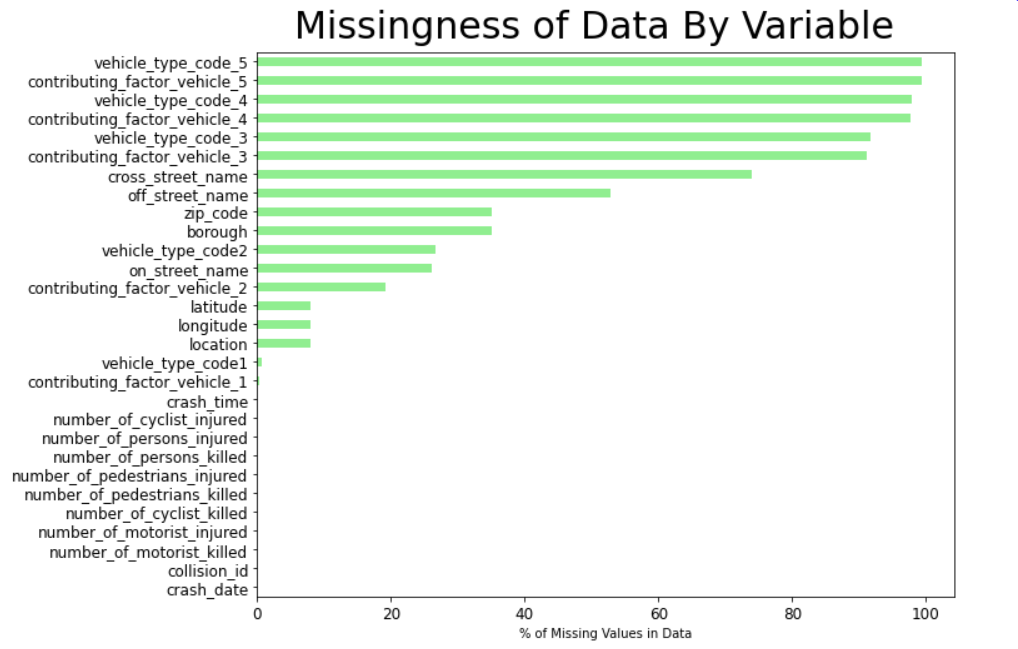 Missingness of Data By Variable
vehicle_type_code_5
contributing_factor_vehicle_5
vehicle_type_code_4
contributing_factor_vehicle_4
vehicle_type_code_3
contributing_factor_vehicle_3
cross_street_name
off_street_name
zip_code
borough
vehicle_type_code2
on_street_name
contributing_factor_vehicle_2
latitude
longitude
location
vehicle_type_code1
contributing_factor_vehicle_1
crash_time
number_of_cyclist_injured
number_of_persons_injured
number_of_persons_killed
number_of_pedestrians_injured
number_of_pedestrians_killed
number_of_cyclist_killed
number_of_motorist_injured
number_of_motorist_killed
collision_id
crash_date
0 20 40 60 80 100
% of Missing Values in Data